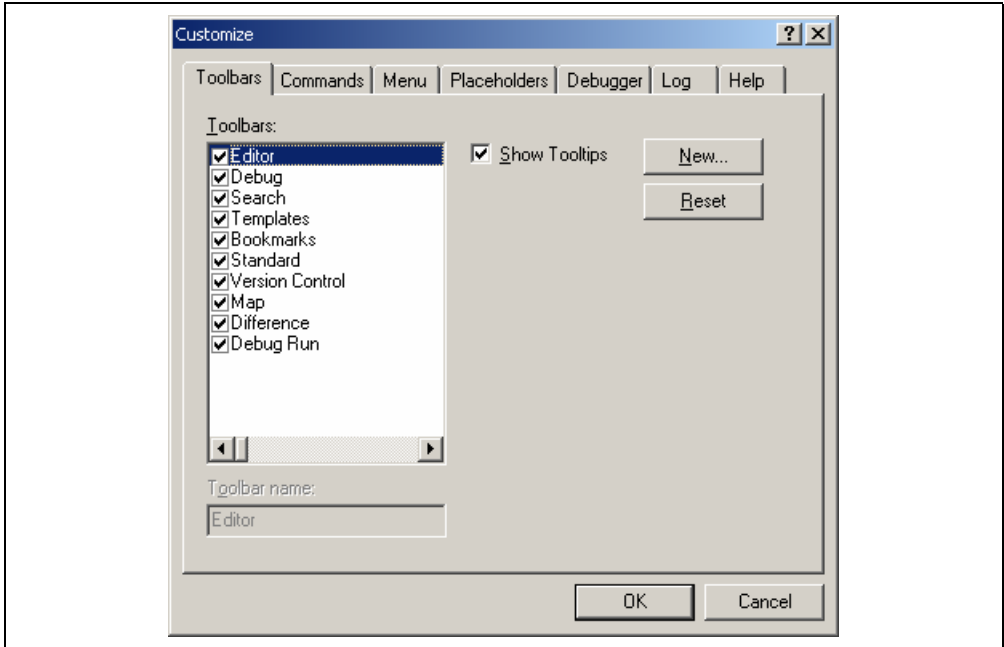 Customize
Toolbars Commands Menu Placeholders Debugger Log Help
Toolbars:
Editor
Debug
Search
Templates
Bookmarks
Standard
Version Control
Map
Difference
Debug Run
Show Tooltips
New...
Reset
Toolbar name:
Editor
OK Cancel